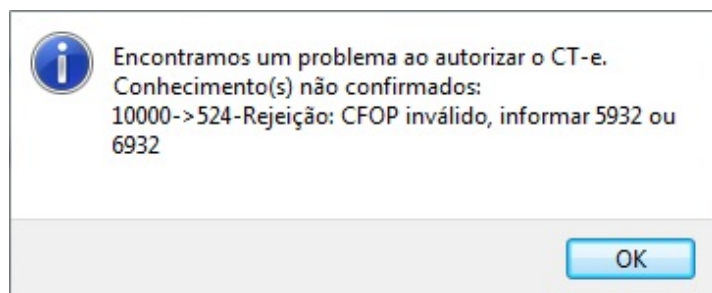 Encontramos um problema ao autorizar o CT-e.
Conhecimento(s) não confirmados:
10000->524-Rejeição: CFOP inválido, informar 5932 ou
6932
OK